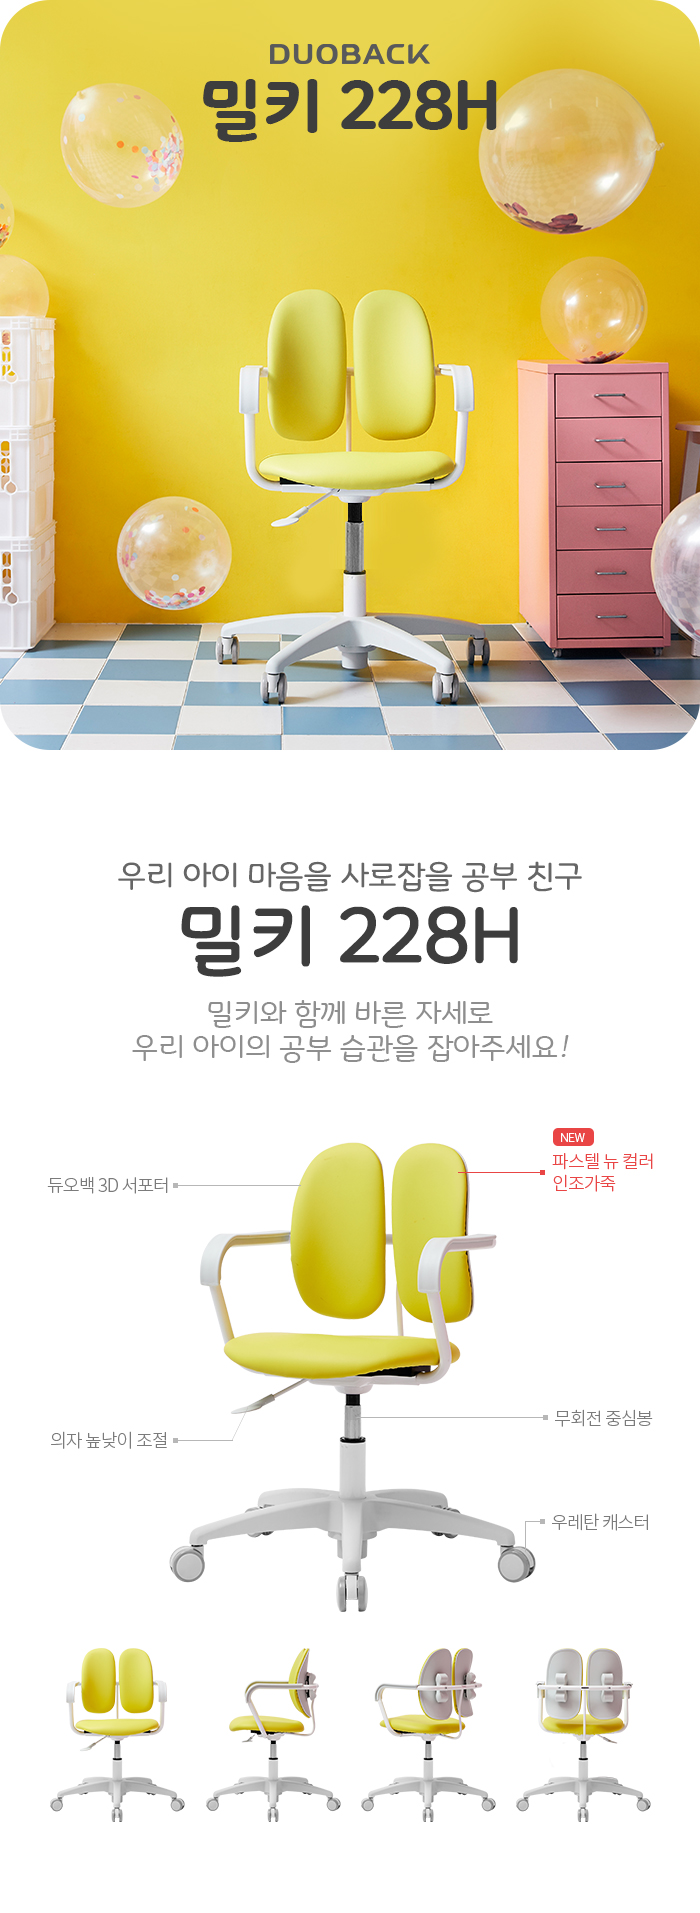 DUOBACK
밀키 228H
우리 아이 마음을 사로잡을 공부 친구
밀키 228H
밀키와 함께 바른 자세로
우리 아이의 공부 습관을 잡아주세요!
NEW
파스텔 뉴 컬러
인조가죽
듀오백 3D 서포터
무회전 중심봉
의자 높낮이 조절
우레탄 캐스터